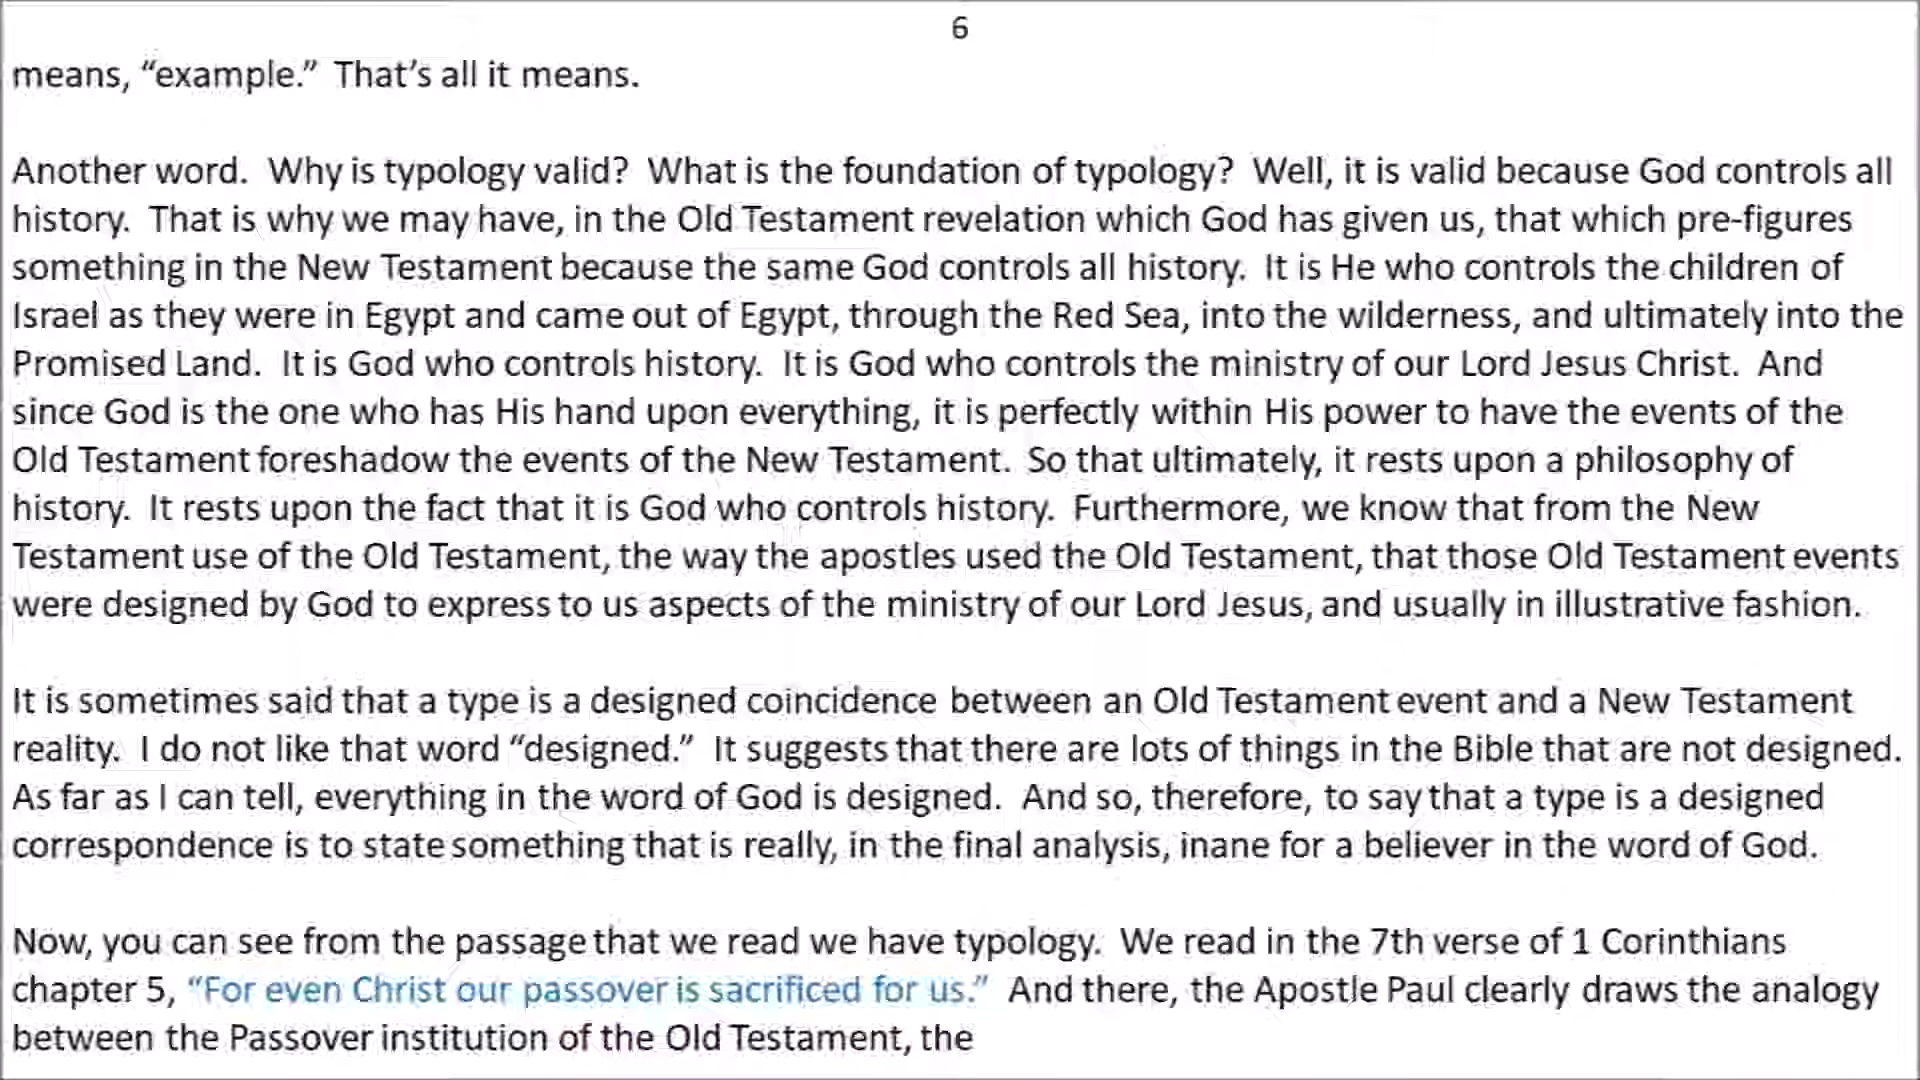 6
means, “example.” That’s all it means.
Another word. Why is typology valid? What is the foundation of typology? Well, it is valid because God controls all
history. That is why we may have, in the Old Testament revelation which God has given us, that which pre-figures
something in the New Testament because the same God controls all history. It is He who controls the children of
Israel as they were in Egypt and came out of Egypt, through the Red Sea, into the wilderness, and ultimately into the
Promised Land. It is God who controls history. It is God who controls the ministry of our Lord Jesus Christ. And
since God is the one who has His hand upon everything, it is perfectly within His power to have the events of the
Old Testament foreshadow the events of the New Testament. So that ultimately, it rests upon a philosophy of
history. It rests upon the fact that it is God who controls history. Furthermore, we know that from the New
Testament use of the Old Testament, the way the apostles used the Old Testament, that those Old Testament events
were designed by God to express to us aspects of the ministry of our Lord Jesus, and usually in illustrative fashion.
It is sometimes said that a type is a designed coincidence between an Old Testament event and a New Testament
reality. I do not like that word “designed.” It suggests that there are lots of things in the Bible that are not designed.
As far as I can tell, everything in the word of God is designed. And so, therefore, to say that a type is a designed
correspondence is to state something that is really, in the final analysis, inane for a believer in the word of God.
Now, you can see from the passage that we read we have typology. We read in the 7th verse of 1 Corinthians
chapter 5, “For even Christ our passover is sacrificed for us.” And there, the Apostle Paul clearly draws the analogy
between the Passover institution of the Old Testament, the